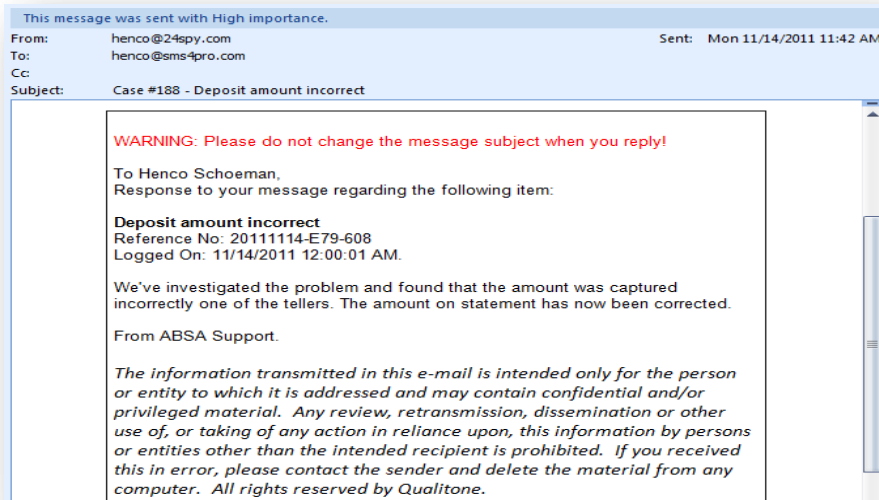 This message was sent with High importance.
From: henco@24spy.com Sent: Mon 11/14/2011 11:42 AM
To: henco@sms4pro.com
Cc:
Subject: Case #188 - Deposit amount incorrect
WARNING: Please do not change the message subject when you reply!
To Henco Schoeman,
Response to your message regarding the following item:
Deposit amount incorrect
Reference No: 20111114-E79-608
Logged On: 11/14/2011 12:00:01 AM.
We've investigated the problem and found that the amount was captured
incorrectly one of the tellers. The amount on statement has now been corrected.
From ABSA Support.
The information transmitted in this e-mail is intended only for the person
or entity to which it is addressed and may contain confidential and/or
privileged material. Any review, retransmission, dissemination or other
use of, or taking of any action in reliance upon, this information by persons
or entities other than the intended recipient is prohibited. If you received
this in error, please contact the sender and delete the material from any
computer. All rights reserved by Qualitone.